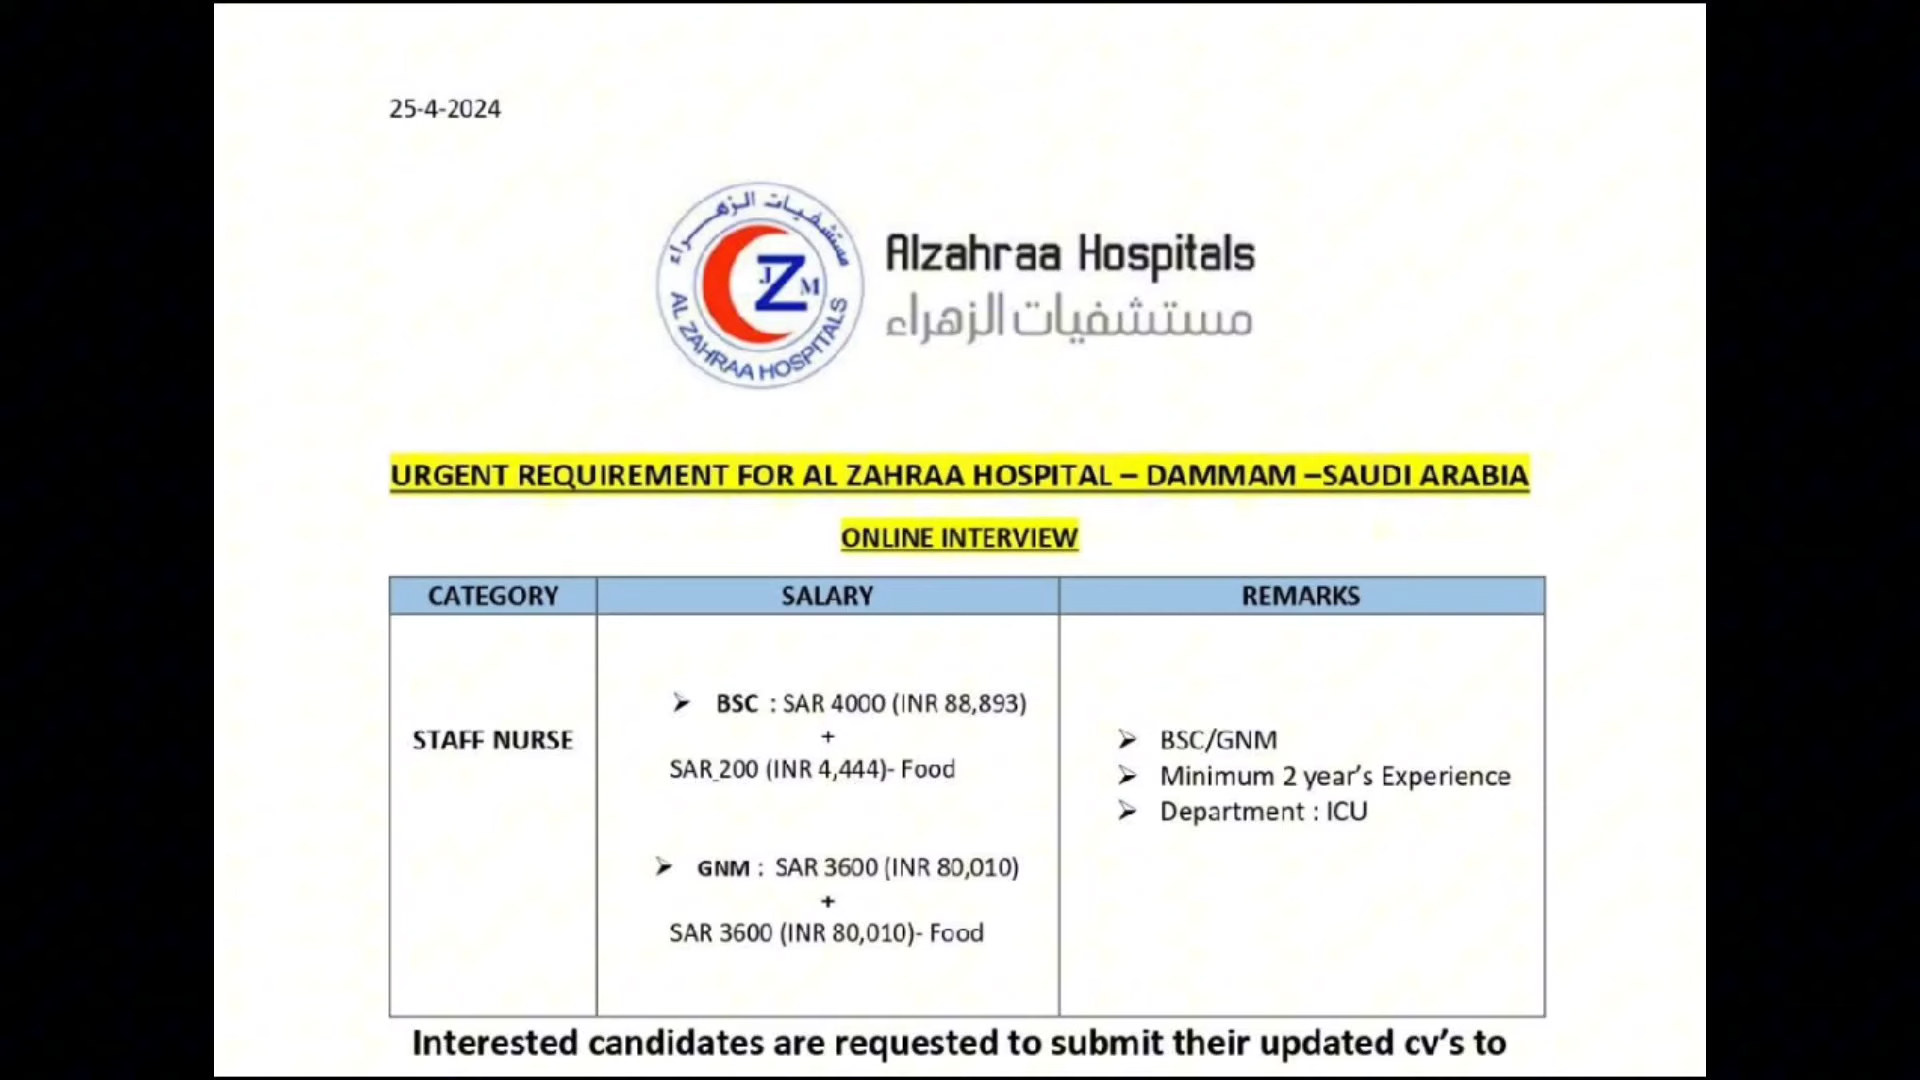 25-4-2024
مستشفيات الزهراء
JZM
AL ZAHRAA HOSPITALS
Alzahraa Hospitals
مستشفيات الزهراء
URGENT REQUIREMENT FOR AL ZAHRAA HOSPITAL – DAMMAM –SAUDI ARABIA
ONLINE INTERVIEW
CATEGORY SALARY REMARKS
STAFF NURSE
➢ BSC : SAR 4000 (INR 88,893)
+
SAR 200 (INR 4,444)- Food
➢ GNM : SAR 3600 (INR 80,010)
+
SAR 3600 (INR 80,010)- Food
➢ BSC/GNM
➢ Minimum 2 year’s Experience
➢ Department : ICU
Interested candidates are requested to submit their updated cv’s to